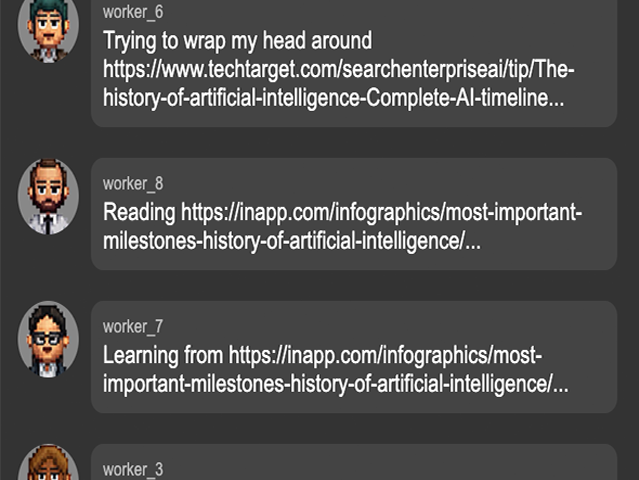 worker_6
Trying to wrap my head around
https://www.techtarget.com/searchenterpriseai/tip/The-
history-of-artificial-intelligence-Complete-AI-timeline...
worker_8
Reading https://inapp.com/infographics/most-important-
milestones-history-of-artificial-intelligence/...
worker_7
Learning from https://inapp.com/infographics/most-
important-milestones-history-of-artificial-intelligence/...
worker_3